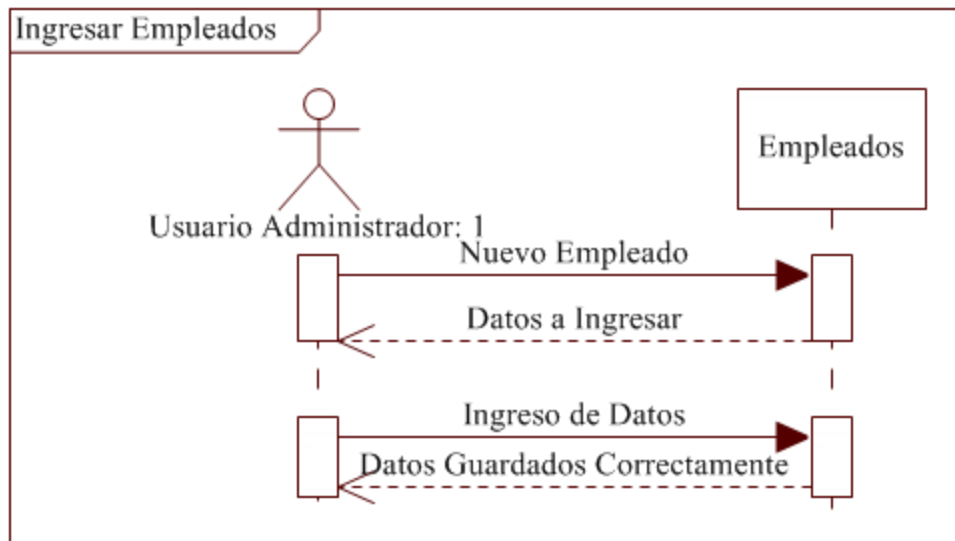 Ingresar Empleados
Empleados
Usuario Administrador: 1
Nuevo Empleado
Datos a Ingresar
Ingreso de Datos
Datos Guardados Correctamente